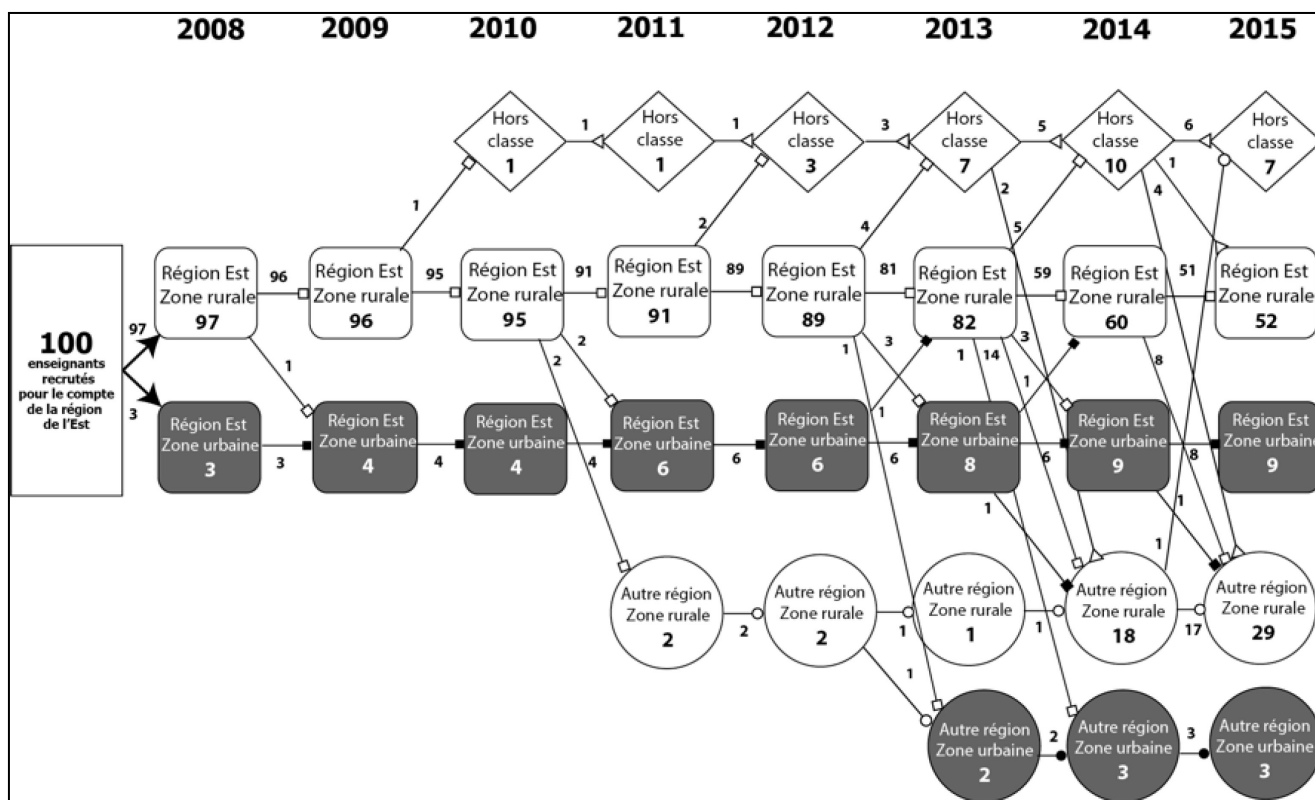 2008 2009 2010 2011 2012 2013 2014 2015
Hors
classe
1
1
Hors
classe
1
1
Hors
classe
3
3
Hors
classe
7
5
Hors
classe
10
6
Hors
classe
7
1
2
4
2
5
1
4
100
enseignants
recrutés
pour le compte
de la région
de l'Est
97
3
Région Est
Zone rurale
97
96
Région Est
Zone rurale
96
95
Région Est
Zone rurale
95
91
Région Est
Zone rurale
91
89
Région Est
Zone rurale
89
81
Région Est
Zone rurale
82
59
Région Est
Zone rurale
60
51
Région Est
Zone rurale
52
1
2
2
1
3
1
1
14
3
1
8
Région Est
Zone urbaine
3
3
Région Est
Zone urbaine
4
4
Région Est
Zone urbaine
4
4
Région Est
Zone urbaine
6
6
Région Est
Zone urbaine
6
6
Région Est
Zone urbaine
8
6
Région Est
Zone urbaine
9
8
Région Est
Zone urbaine
9
1
1
1
Autre région
Zone rurale
2
2
Autre région
Zone rurale
2
1
Autre région
Zone rurale
1
1
Autre région
Zone rurale
18
17
Autre région
Zone rurale
29
1
Autre région
Zone urbaine
2
2
Autre région
Zone urbaine
3
3
Autre région
Zone urbaine
3